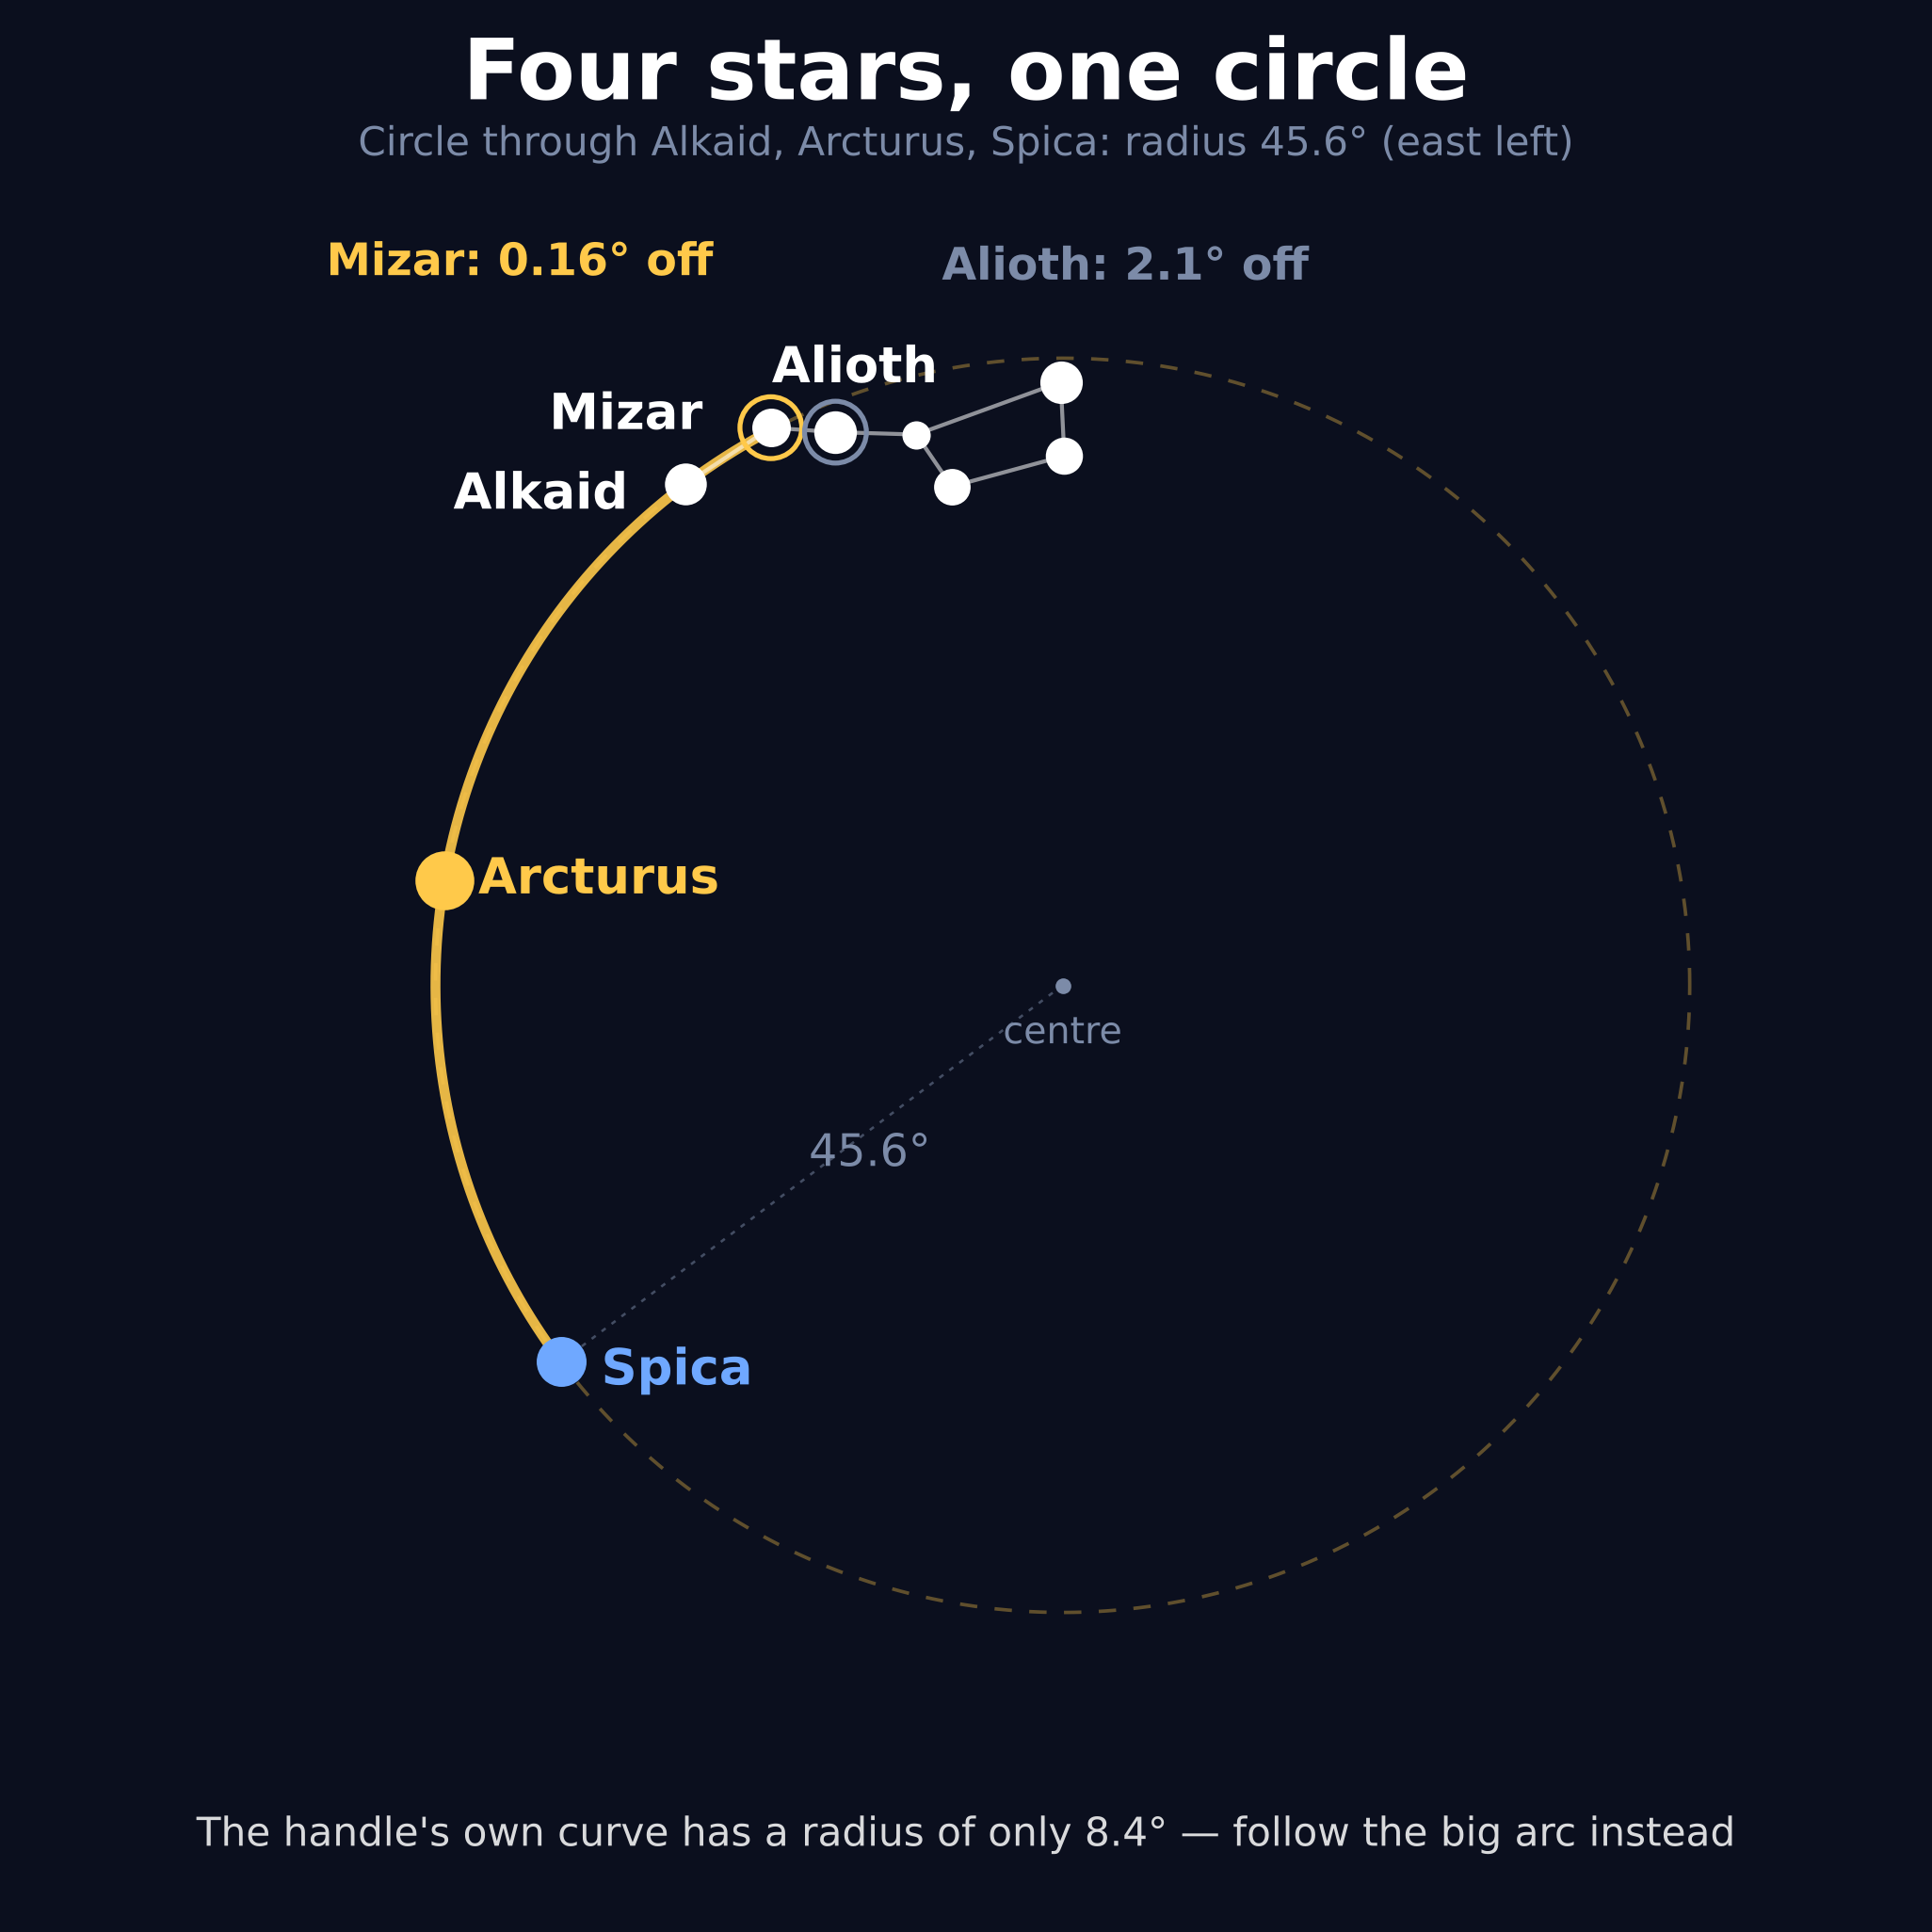 Four stars, one circle
Circle through Alkaid, Arcturus, Spica: radius 45.6° (east left)
Mizar: 0.16° off
Alioth: 2.1° off
Alioth
Mizar
Alkaid
Arcturus
centre
45.6°
Spica
The handle's own curve has a radius of only 8.4° — follow the big arc instead